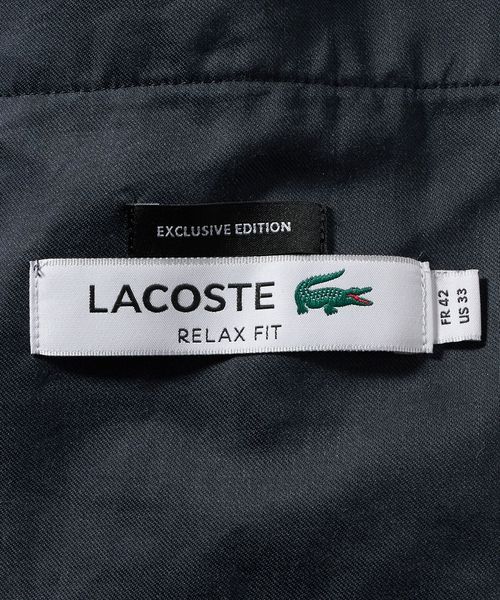 EXCLUSIVE EDITION
LACOSTE
RELAX FIT
FR 42
US 33